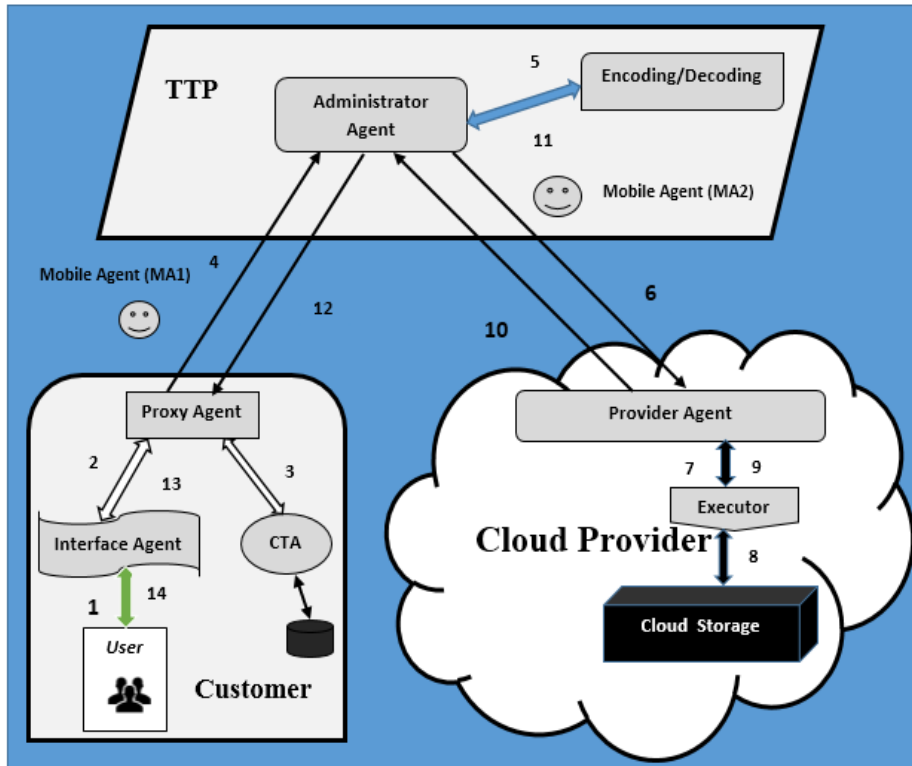 TTP
Administrator
Agent
5
Encoding/Decoding
11
Mobile Agent (MA2)
Mobile Agent (MA1)
4
12
10
6
Proxy Agent
2
13
3
Interface Agent
CTA
1
14
User
Customer
Provider Agent
7
9
Executor
Cloud Provider
8
Cloud Storage